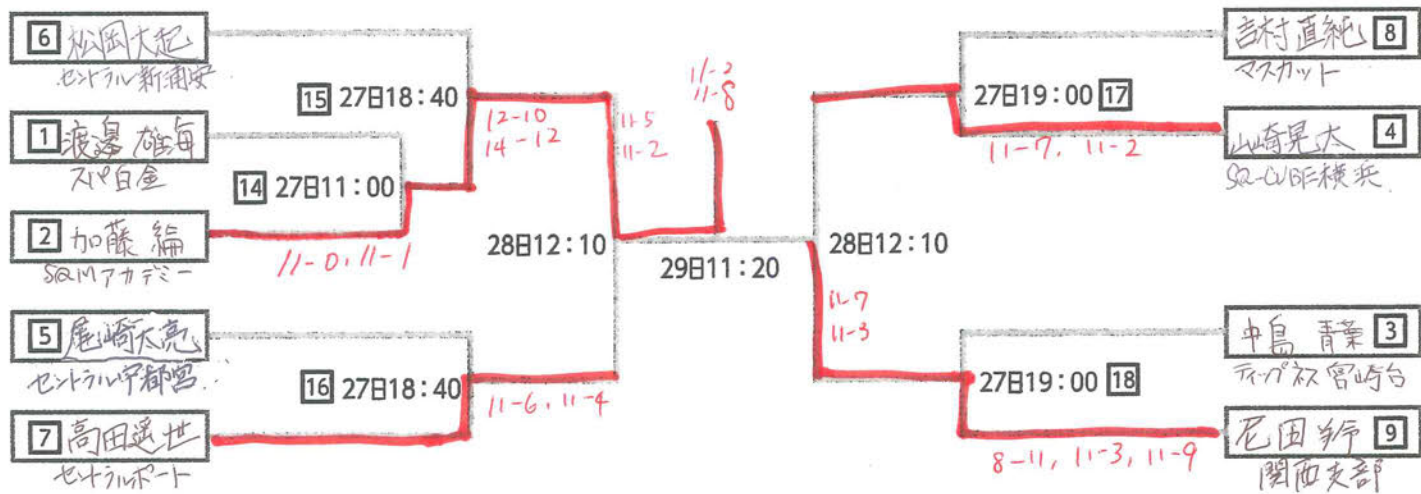 6 松岡大起
セントラル新浦安
15 27日18:40
12-10
14-12
1 渡邊雄海
スパ白金
14 27日11:00
2 加藤 綸
SQMアカデミー
11-0, 11-1
5 尾崎太亮
セントラル宇都宮
16 27日18:40
11-6, 11-4
7 高田遥世
セントラルポート
11-5
11-2
28日12:10
11-2
11-8
29日11:20
28日12:10
11-7
11-3
吉村直純 8
マスカット
27日19:00 17
11-7, 11-2
山崎晃太 4
SQ-CUBE横浜
中島 青葉 3
ティップネス宮崎台
27日19:00 18
8-11, 11-3, 11-9
9
関西支部